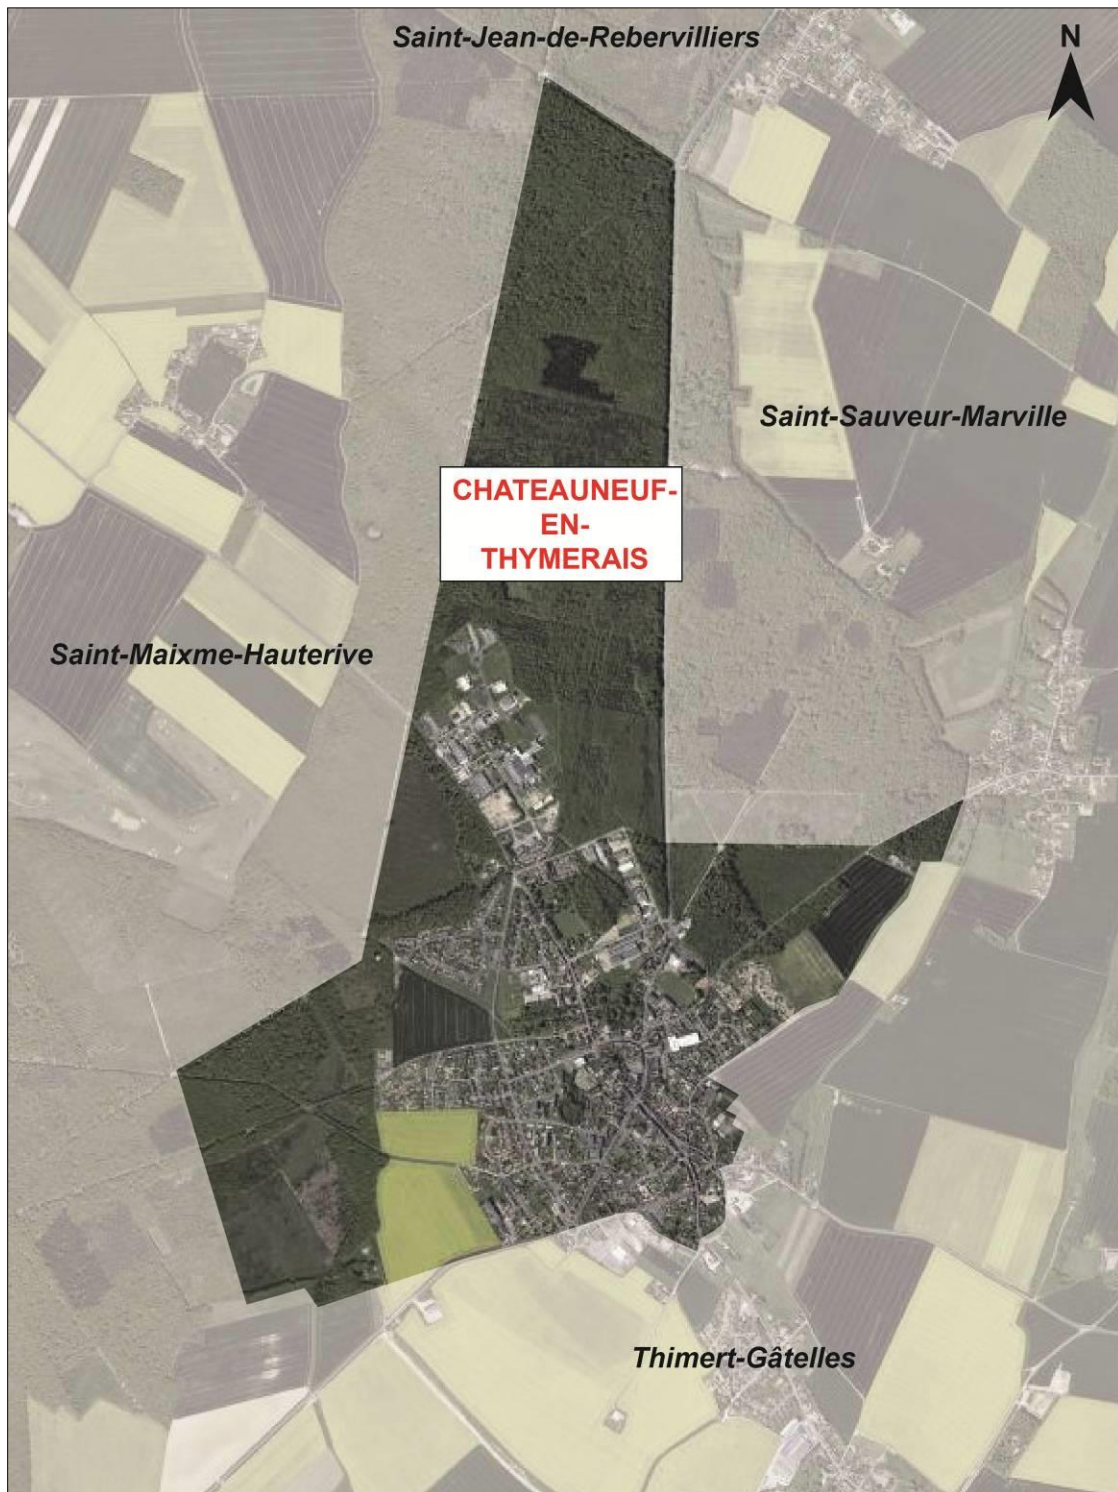 Saint-Jean-de-Rebervilliers
N
Saint-Sauveur-Marville
CHATEAUNEUF-
EN-
THYMERAIS
Saint-Maixme-Hauterive
Thimert-Gâtelles